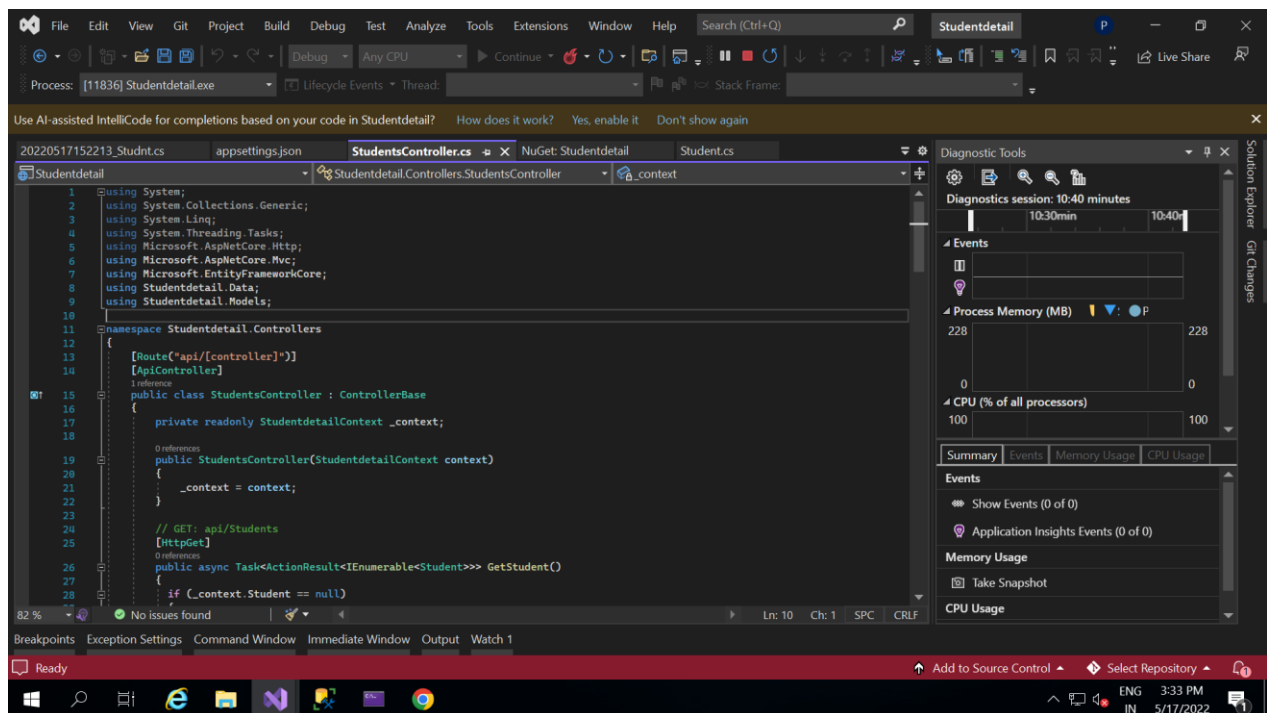 File Edit View Git Project Build Debug Test Analyze Tools Extensions Window Help Search (Ctrl+Q) Studentdetail P
Debug Any CPU Continue Live Share
Process: [11836] Studentdetail.exe Lifecycle Events Thread: Stack Frame:
Use AI-assisted IntelliCode for completions based on your code in Studentdetail? How does it work? Yes, enable it Don't show again
20220517152213_Studnt.cs appsettings.json StudentsController.cs NuGet: Studentdetail Student.cs
Studentdetail Studentdetail.Controllers.StudentsController _context
1 using System;
2 using System.Collections.Generic;
3 using System.Linq;
4 using System.Threading.Tasks;
5 using Microsoft.AspNetCore.Http;
6 using Microsoft.AspNetCore.Mvc;
7 using Microsoft.EntityFrameworkCore;
8 using Studentdetail.Data;
9 using Studentdetail.Models;
10
11 namespace Studentdetail.Controllers
12 {
13 [Route("api/[controller]")]
14 [ApiController]
1 reference
15 public class StudentsController : ControllerBase
16 {
17 private readonly StudentdetailContext _context;
18
0 references
19 public StudentsController(StudentdetailContext context)
20 {
21 _context = context;
22 }
23
24 // GET: api/Students
25 [HttpGet]
0 references
26 public async Task<ActionResult<IEnumerable<Student>>> GetStudent()
27 {
28 if (_context.Student == null)
82 % No issues found Ln: 10 Ch: 1 SPC CRLF
Diagnostic Tools
Diagnostics session: 10:40 minutes
10:30min 10:40m
Events
Process Memory (MB) P
228 228
0 0
CPU (% of all processors)
100 100
Summary Events Memory Usage CPU Usage
Events
Show Events (0 of 0)
Application Insights Events (0 of 0)
Memory Usage
Take Snapshot
CPU Usage
Solution Explorer
Git Changes
Breakpoints Exception Settings Command Window Immediate Window Output Watch 1
Ready Add to Source Control Select Repository 1
ENG 3:33 PM
IN 5/17/2022 1